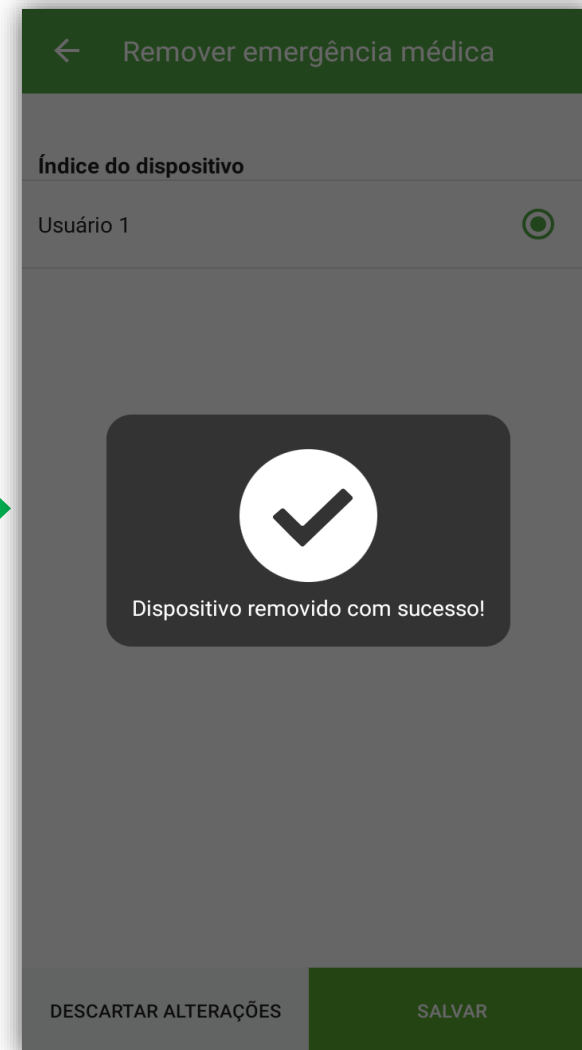 Remover emergência médica
Índice do dispositivo
Usuário 1
Dispositivo removido com sucesso!
DESCARTAR ALTERAÇÕES
SALVAR